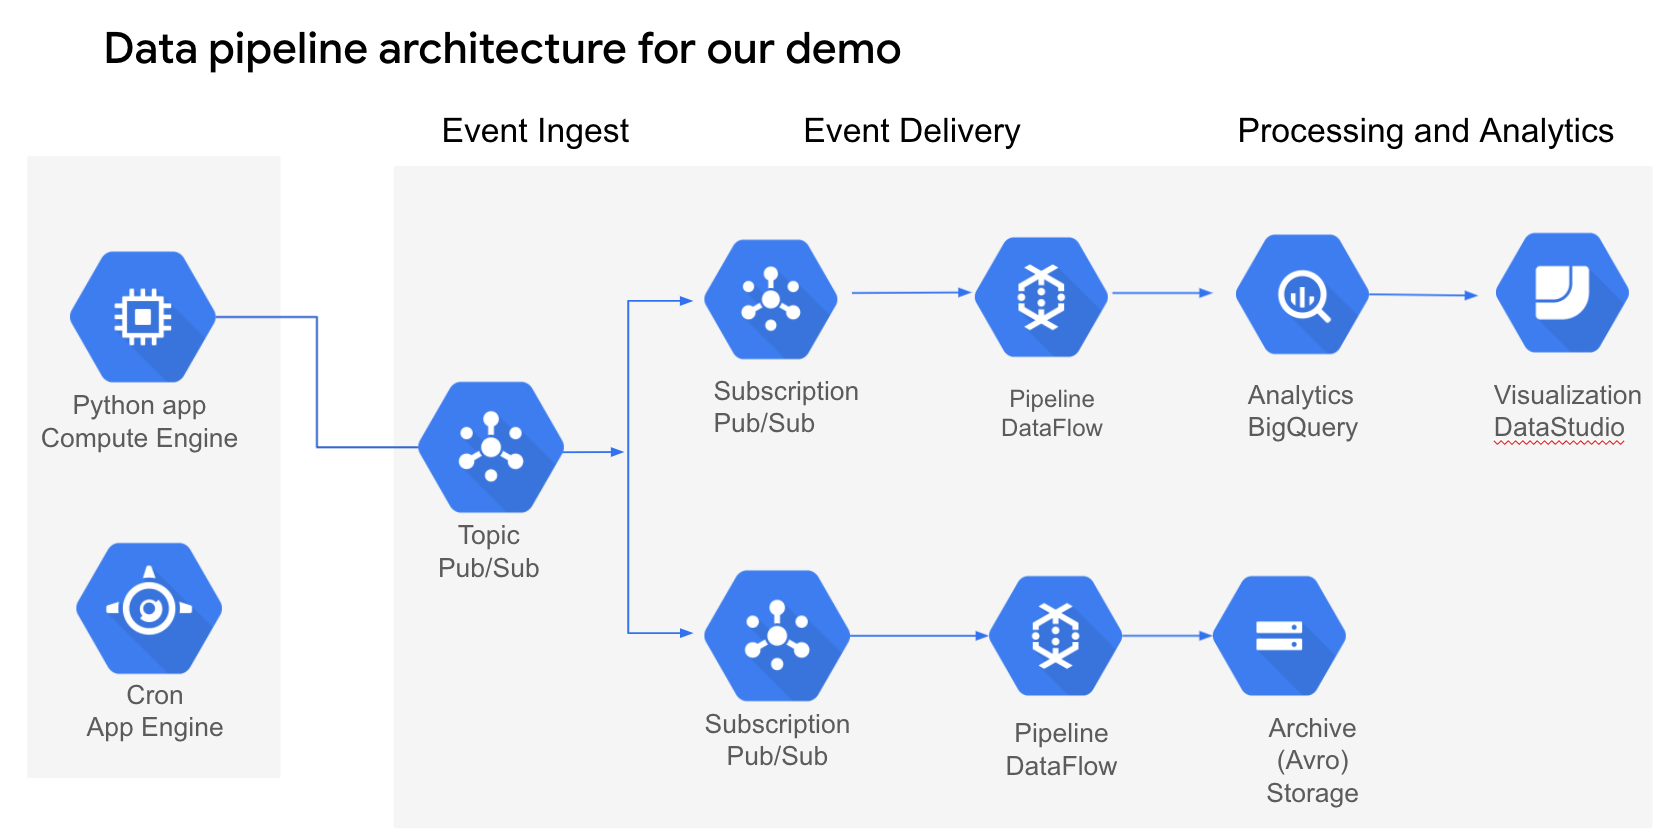 Data pipeline architecture for our demo
Event Ingest
Event Delivery
Processing and Analytics
Python app
Compute Engine
Cron
App Engine
Topic
Pub/Sub
Subscription
Pub/Sub
Pipeline
DataFlow
Analytics
BigQuery
Visualization
DataStudio
Subscription
Pub/Sub
Pipeline
DataFlow
Archive
(Avro)
Storage